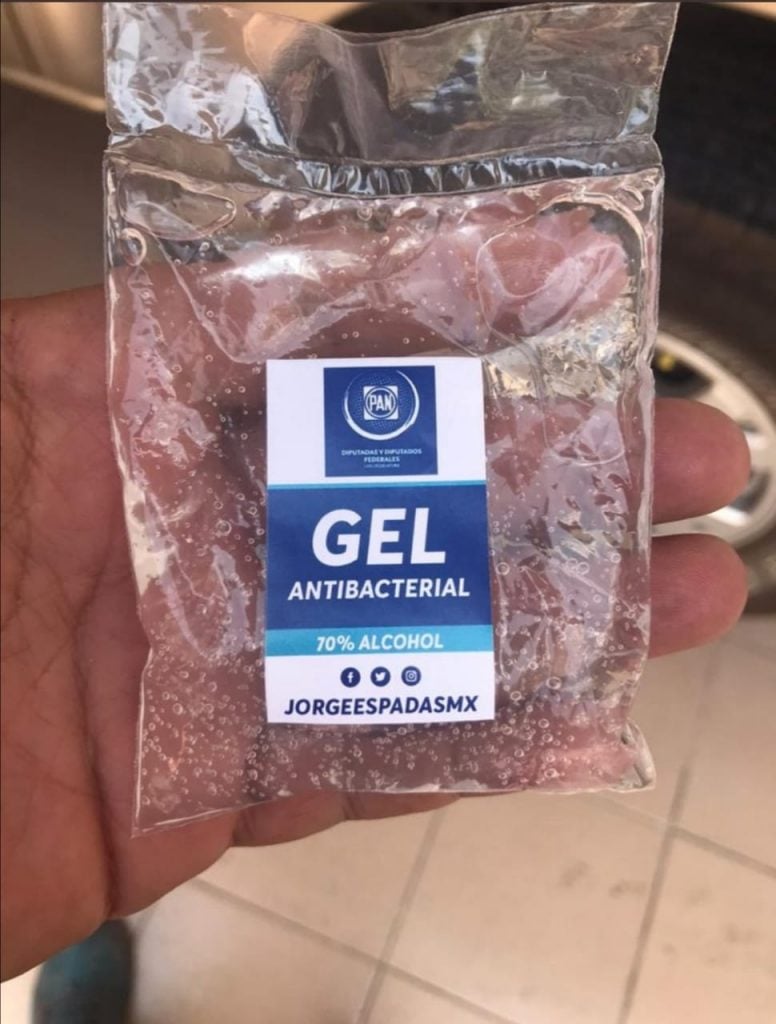 PAN
DIPUTADAS Y DIPUTADOS
FEDERALES
GEL
ANTIBACTERIAL
70% ALCOHOL
JORGEESPADASMX